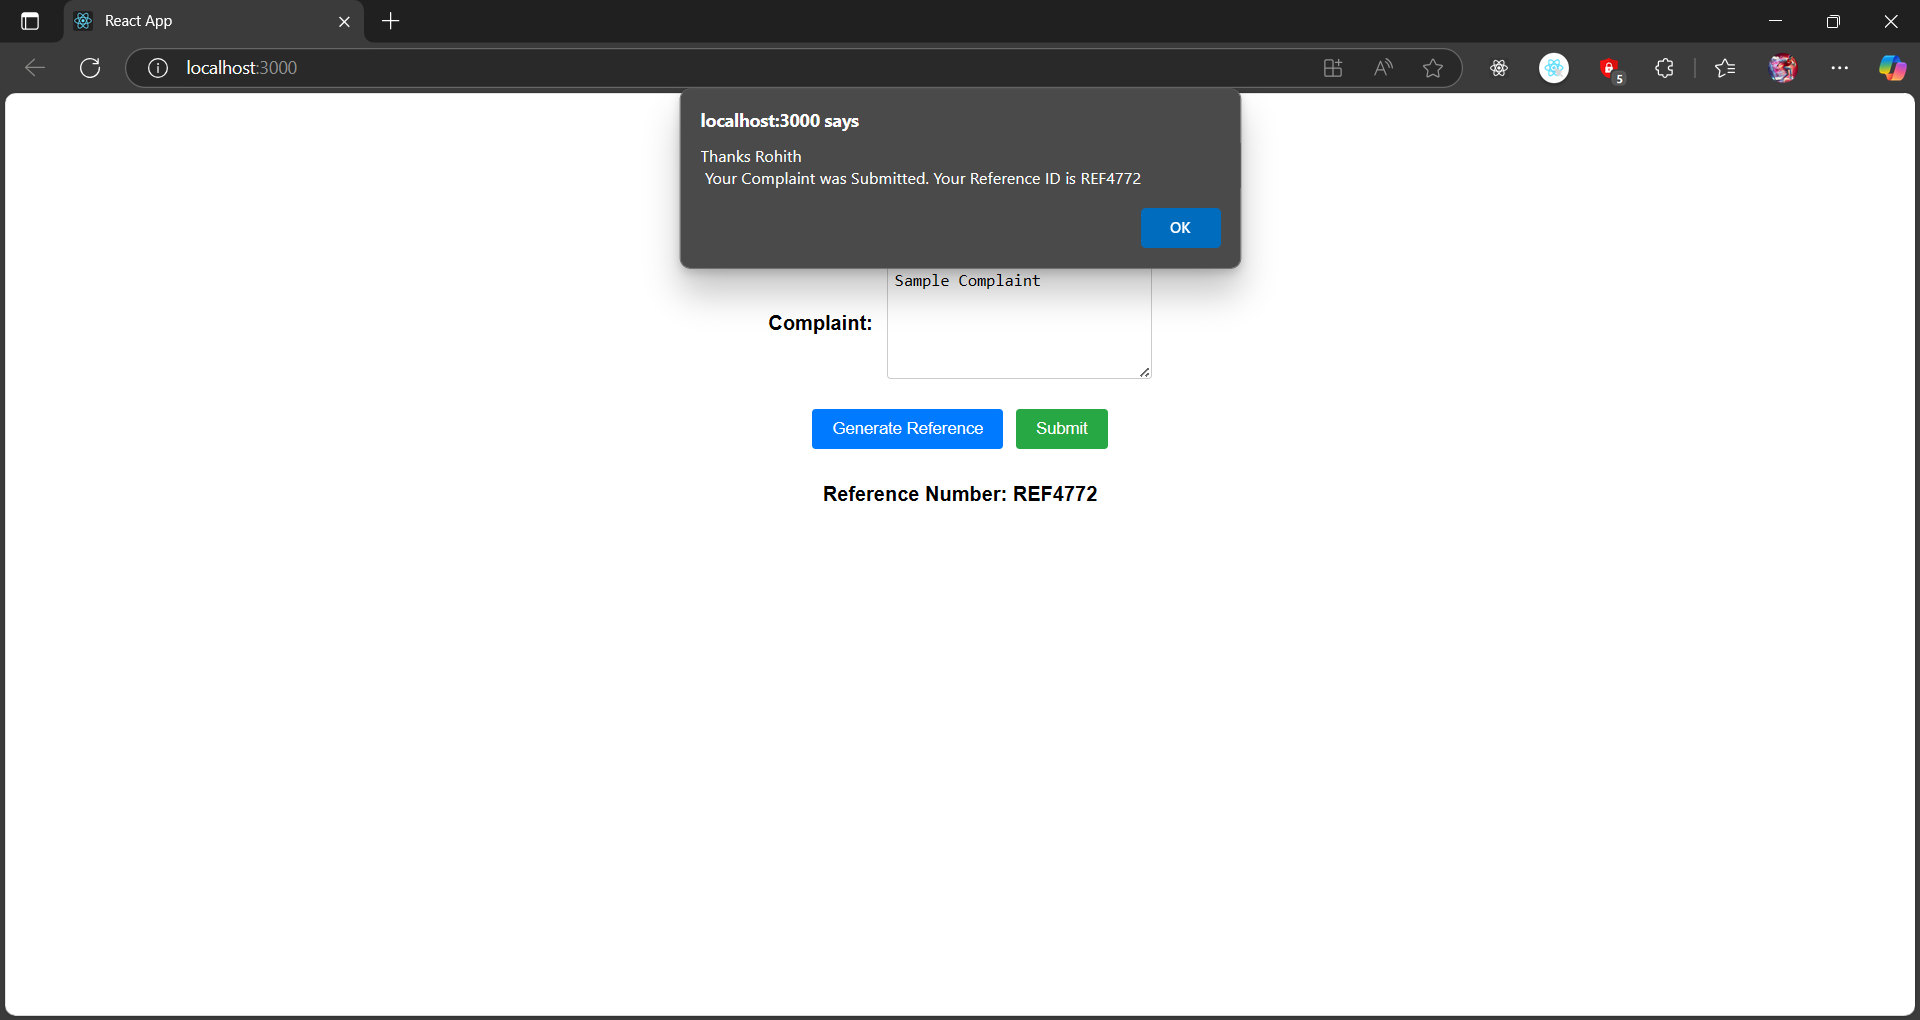 React App
localhost:3000
5
localhost:3000 says
Thanks Rohith
Your Complaint was Submitted. Your Reference ID is REF4772
OK
Sample Complaint
Complaint:
Generate Reference Submit
Reference Number: REF4772